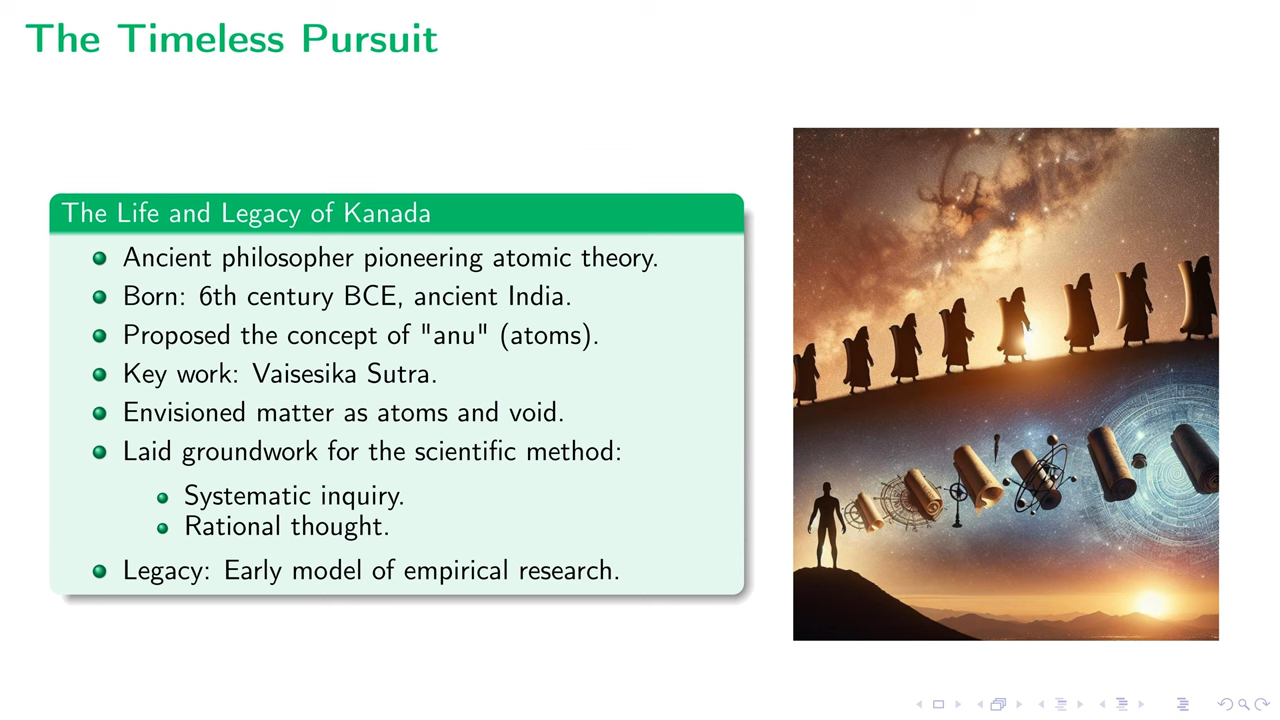 The Timeless Pursuit
The Life and Legacy of Kanada
Ancient philosopher pioneering atomic theory.
Born: 6th century BCE, ancient India.
Proposed the concept of "anu" (atoms).
Key work: Vaisesika Sutra.
Envisioned matter as atoms and void.
Laid groundwork for the scientific method:
Systematic inquiry.
Rational thought.
Legacy: Early model of empirical research.